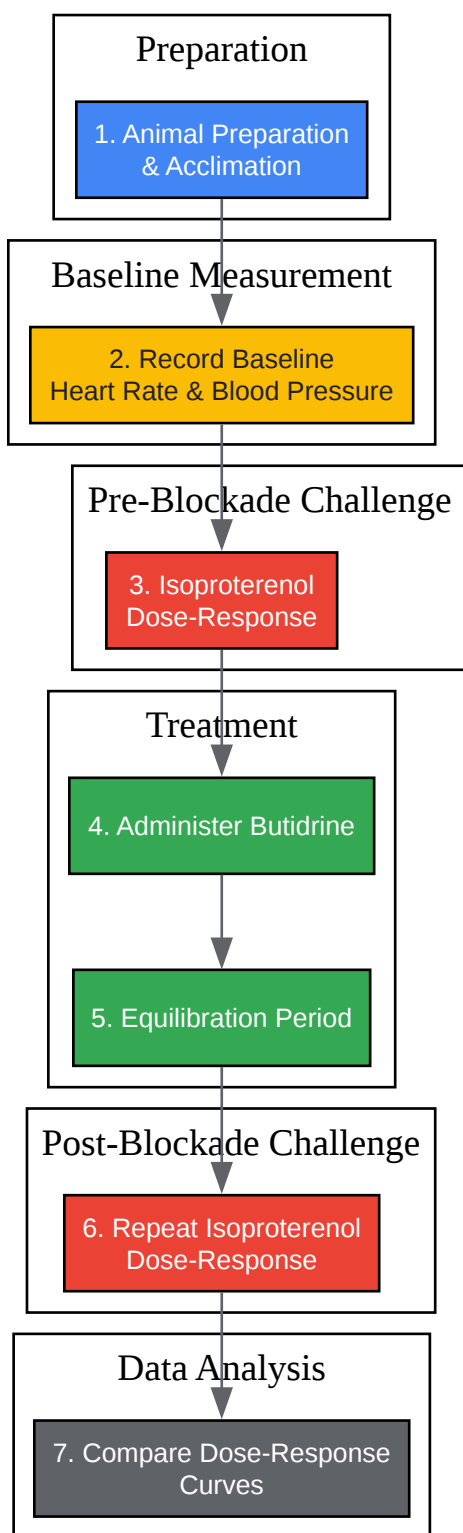 Preparation
1. Animal Preparation
& Acclimation
Baseline Measurement
2. Record Baseline
Heart Rate & Blood Pressure
Pre-Blockade Challenge
3. Isoproterenol
Dose-Response
Treatment
4. Administer Butidrine
5. Equilibration Period
Post-Blockade Challenge
6. Repeat Isoproterenol
Dose-Response
Data Analysis
7. Compare Dose-Response
Curves